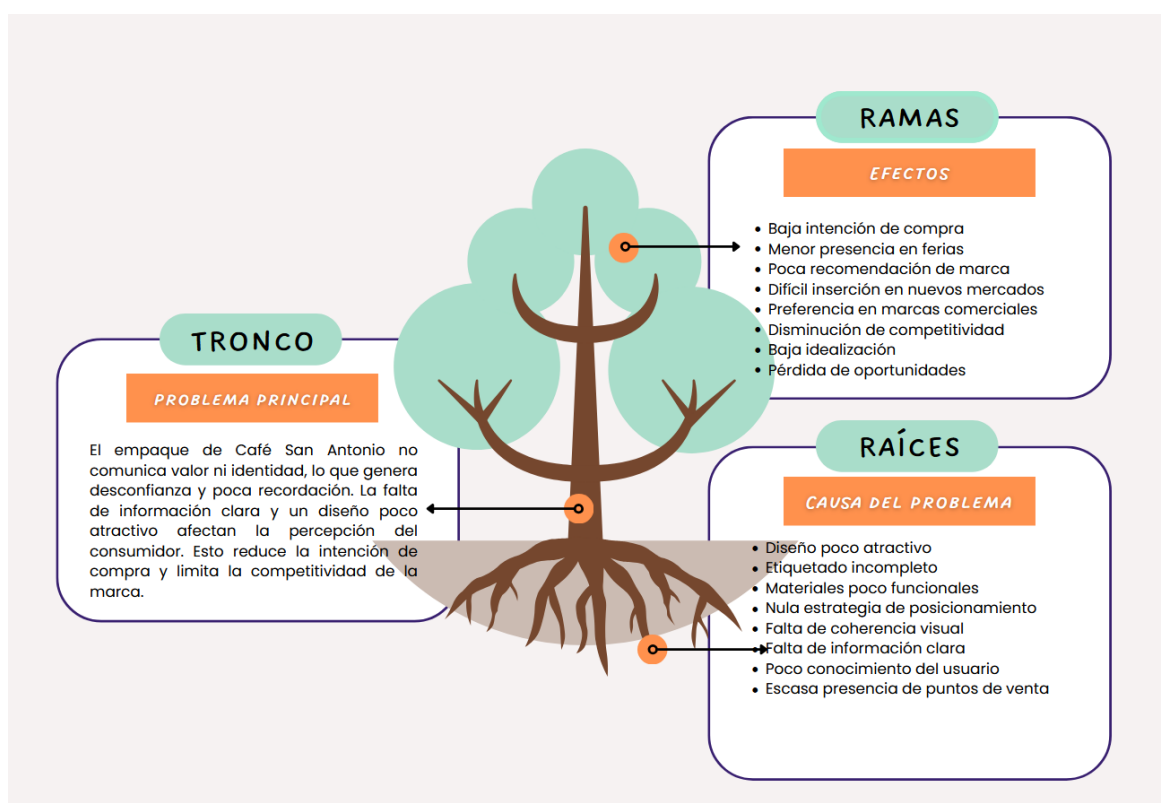 RAMAS
EFECTOS
• Baja intención de compra
• Menor presencia en ferias
• Poca recomendación de marca
• Difícil inserción en nuevos mercados
• Preferencia en marcas comerciales
• Disminución de competitividad
• Baja idealización
• Pérdida de oportunidades
TRONCO
PROBLEMA PRINCIPAL
El empaque de Café San Antonio no
comunica valor ni identidad, lo que genera
desconfianza y poca recordación. La falta
de información clara y un diseño poco
atractivo afectan la percepción del
consumidor. Esto reduce la intención de
compra y limita la competitividad de la
marca.
RAÍCES
CAUSA DEL PROBLEMA
• Diseño poco atractivo
• Etiquetado incompleto
• Materiales poco funcionales
• Nula estrategia de posicionamiento
• Falta de coherencia visual
• Falta de información clara
• Poco conocimiento del usuario
• Escasa presencia de puntos de venta